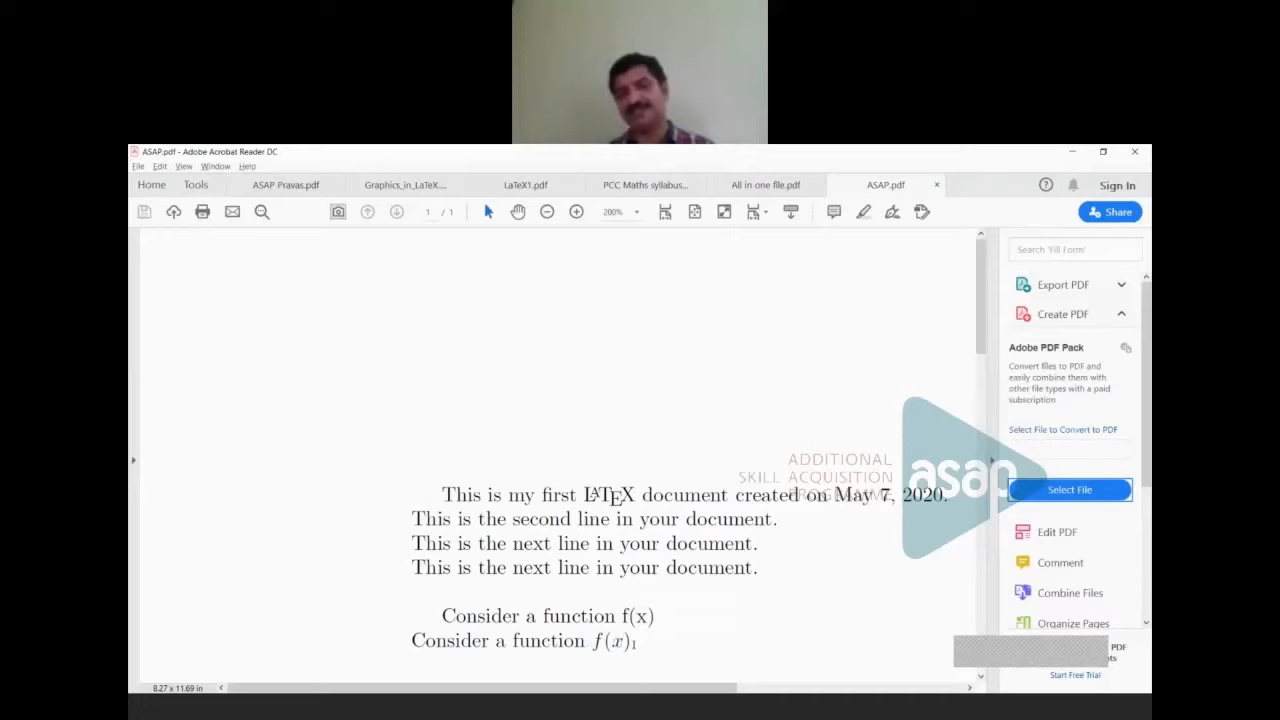 ASAP.pdf - Adobe Acrobat Reader DC
File Edit View Window Help
Home Tools ASAP Pravas.pdf Graphics_in_LaTeX.... LaTeX1.pdf PCC Maths syllabus... All in one file.pdf ASAP.pdf × Sign In
1 / 1 200% Share
Search 'Fill Form'
Export PDF
Create PDF
Adobe PDF Pack
Convert files to PDF and
easily combine them with
other file types with a paid
subscription
Select File to Convert to PDF
Select File
Edit PDF
Comment
Combine Files
Organize Pages
PDF
Start Free Trial
ADDITIONAL
SKILL ACQUISITION
PROGRAMME
asap
This is my first LATEX document created on May 7, 2020.
This is the second line in your document.
This is the next line in your document.
This is the next line in your document.
Consider a function f(x)
Consider a function f(x)
8.27 x 11.69 in